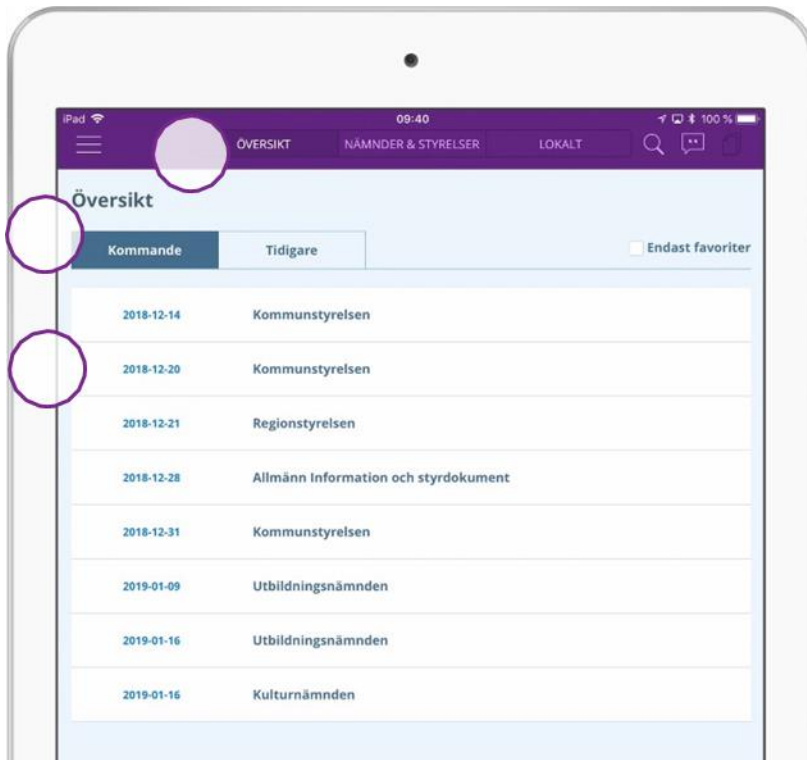 iPad 09:40 100 %
ÖVERSIKT NÄMNDER & STYRELSER LOKALT
Översikt
Kommande Tidigare Endast favoriter
2018-12-14 Kommunstyrelsen
2018-12-20 Kommunstyrelsen
2018-12-21 Regionstyrelsen
2018-12-28 Allmänn Information och styrdokument
2018-12-31 Kommunstyrelsen
2019-01-09 Utbildningsnämnden
2019-01-16 Utbildningsnämnden
2019-01-16 Kulturnämnden